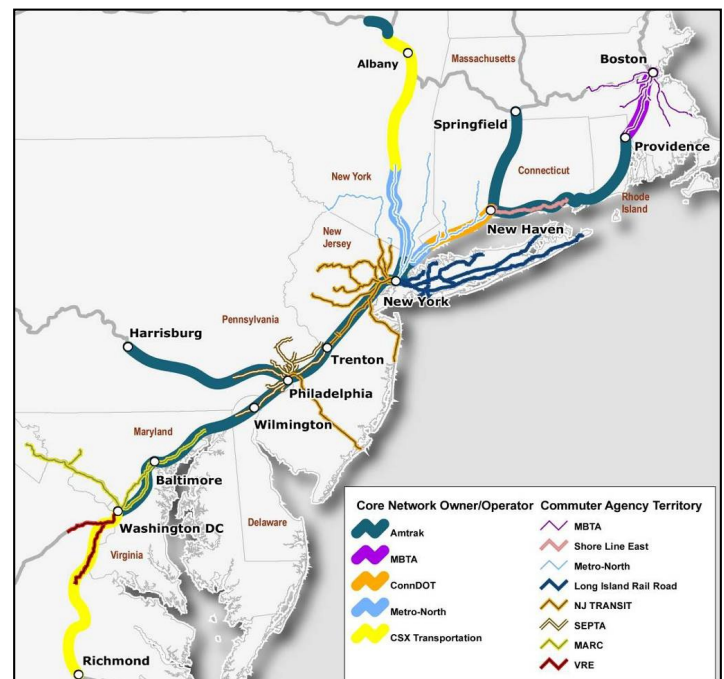 Albany
Massachusetts
Boston
Springfield
Providence
New York
Connecticut
Rhode
Island
New Haven
New
Jersey
New York
Harrisburg
Pennsylvania
Trenton
Philadelphia
Wilmington
Maryland
Baltimore
Washington DC
Delaware
Virginia
Richmond
Core Network Owner/Operator
Amtrak
MBTA
ConnDOT
Metro-North
CSX Transportation
Commuter Agency Territory
MBTA
Shore Line East
Metro-North
Long Island Rail Road
NJ TRANSIT
SEPTA
MARC
VRE